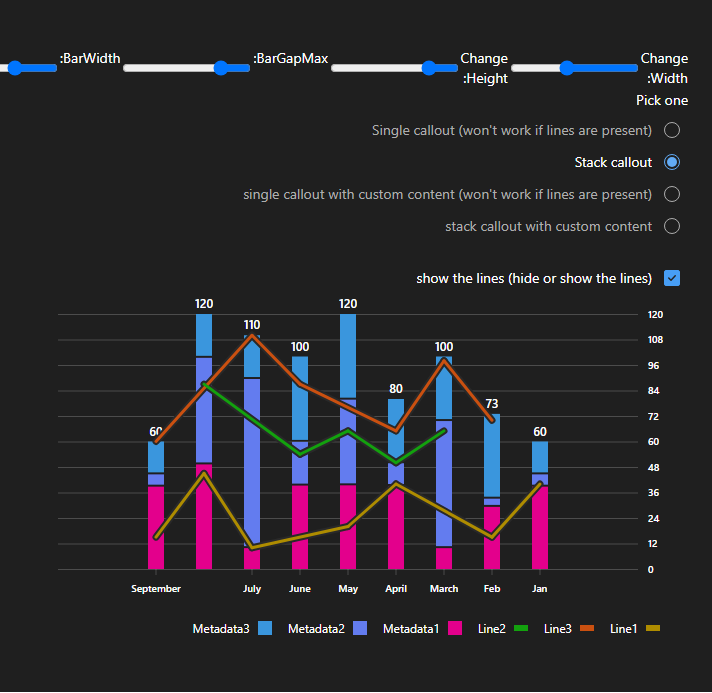 :BarWidth
:BarGapMax
Change
:Height
Change
:Width
Pick one
Single callout (won't work if lines are present)
Stack callout
single callout with custom content (won't work if lines are present)
stack callout with custom content
show the lines (hide or show the lines)
60
120
110
100
120
80
100
73
60
120
108
96
84
72
60
48
36
24
12
0
September
July
June
May
April
March
Feb
Jan
Metadata3
Metadata2
Metadata1
Line2
Line3
Line1